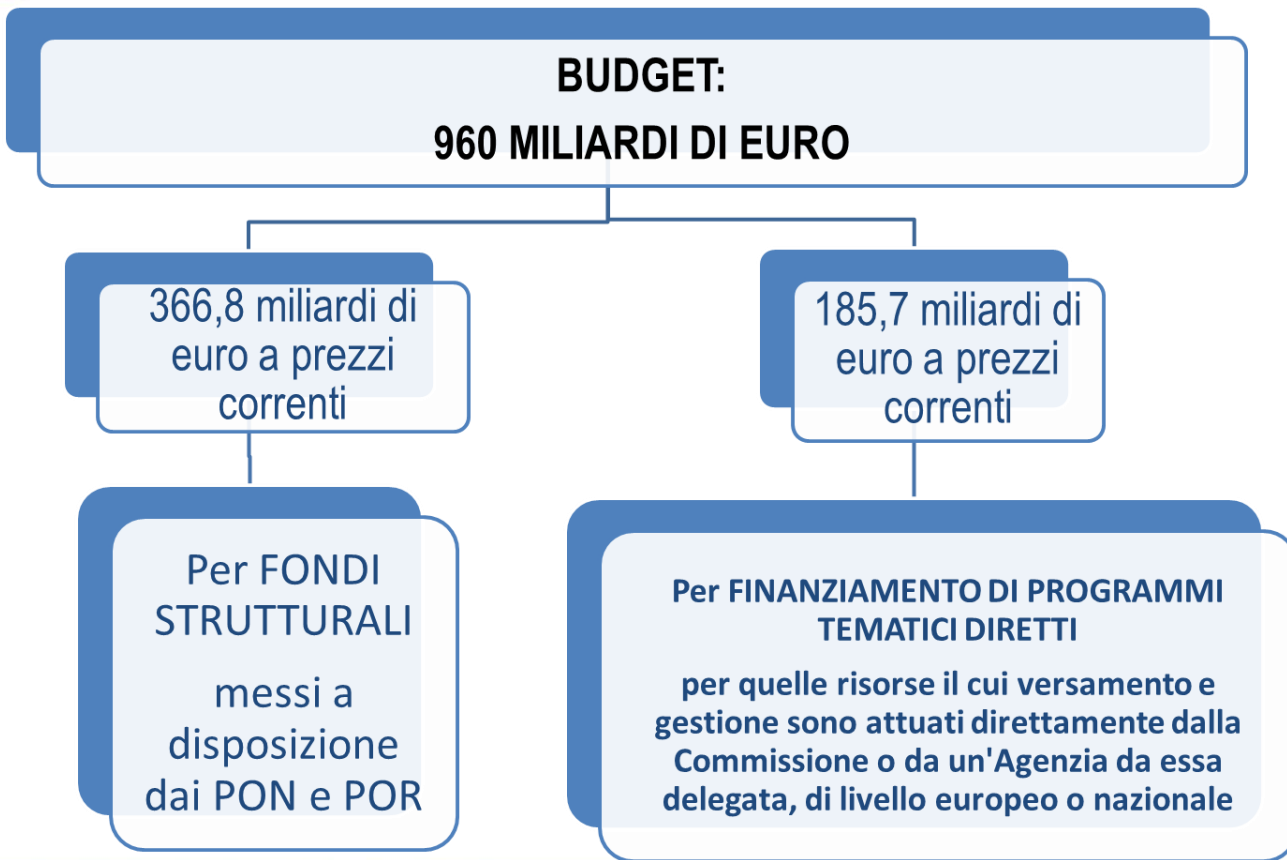 BUDGET:
960 MILIARDI DI EURO
366,8 miliardi di
euro a prezzi
correnti
185,7 miliardi di
euro a prezzi
correnti
Per FONDI
STRUTTURALI
messi a
disposizione
dai PON e POR
Per FINANZIAMENTO DI PROGRAMMI
TEMATICI DIRETTI
per quelle risorse il cui versamento e
gestione sono attuati direttamente dalla
Commissione o da un'Agenzia da essa
delegata, di livello europeo o nazionale